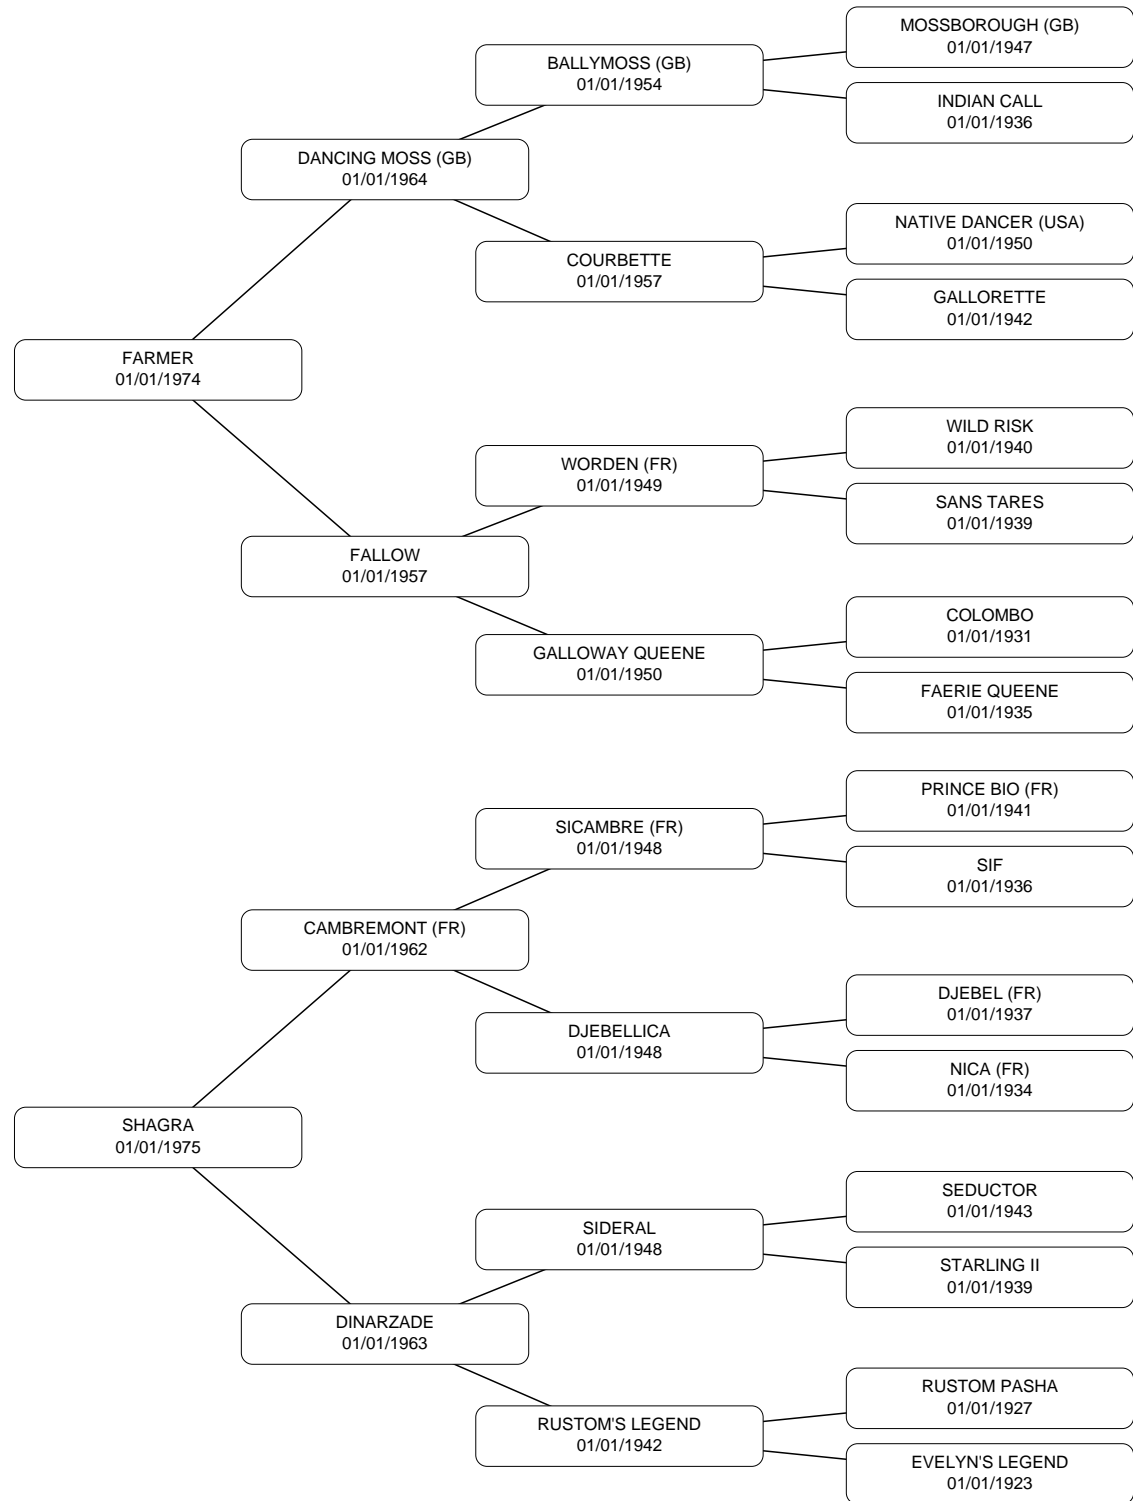 MOSSBOROUGH (GB)
01/01/1947
BALLYMOSS (GB)
01/01/1954
INDIAN CALL
01/01/1936
DANCING MOSS (GB)
01/01/1964
NATIVE DANCER (USA)
01/01/1950
COURBETTE
01/01/1957
GALLORETTE
01/01/1942
FARMER
01/01/1974
WILD RISK
01/01/1940
WORDEN (FR)
01/01/1949
SANS TARES
01/01/1939
FALLOW
01/01/1957
COLOMBO
01/01/1931
GALLOWAY QUEENE
01/01/1950
FAERIE QUEENE
01/01/1935
PRINCE BIO (FR)
01/01/1941
SICAMBRE (FR)
01/01/1948
SIF
01/01/1936
CAMBREMONT (FR)
01/01/1962
DJEBEL (FR)
01/01/1937
DJEBELLICA
01/01/1948
NICA (FR)
01/01/1934
SHAGRA
01/01/1975
SEDUCTOR
01/01/1943
SIDERAL
01/01/1948
STARLING II
01/01/1939
DINARZADE
01/01/1963
RUSTOM PASHA
01/01/1927
RUSTOM'S LEGEND
01/01/1942
EVELYN'S LEGEND
01/01/1923